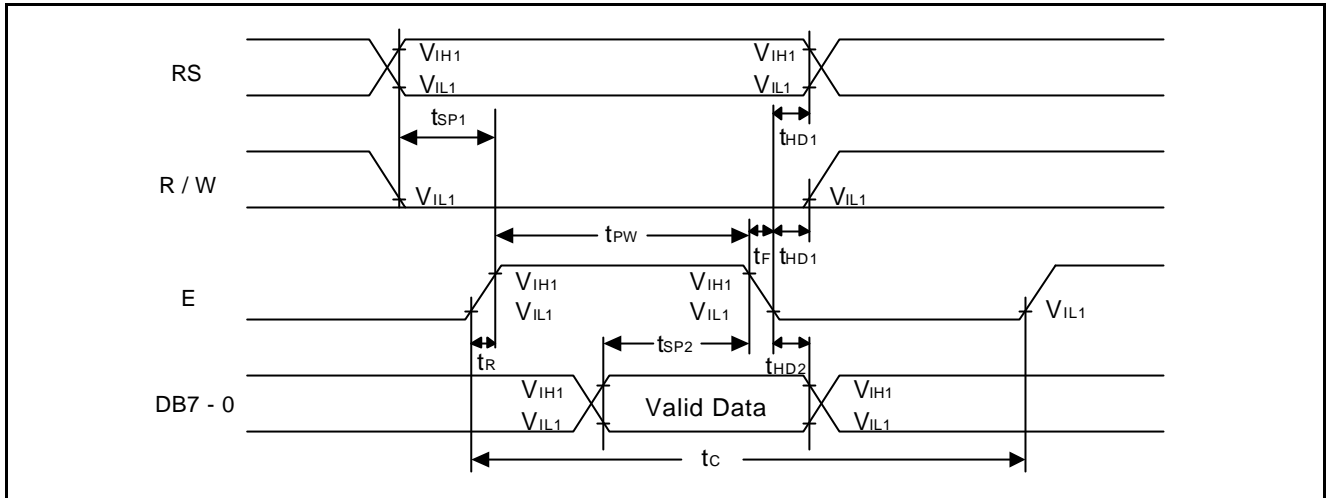 RS
VIH1
VIH1
VIL1
VIL1
tSP1
tHD1
R / W
VIL1
VIL1
tPW
tF
tHD1
E
VIH1
VIH1
VIL1
VIL1
VIL1
tR
tSP2
tHD2
DB7 - 0
VIH1
Valid Data
VIH1
VIL1
VIL1
tC